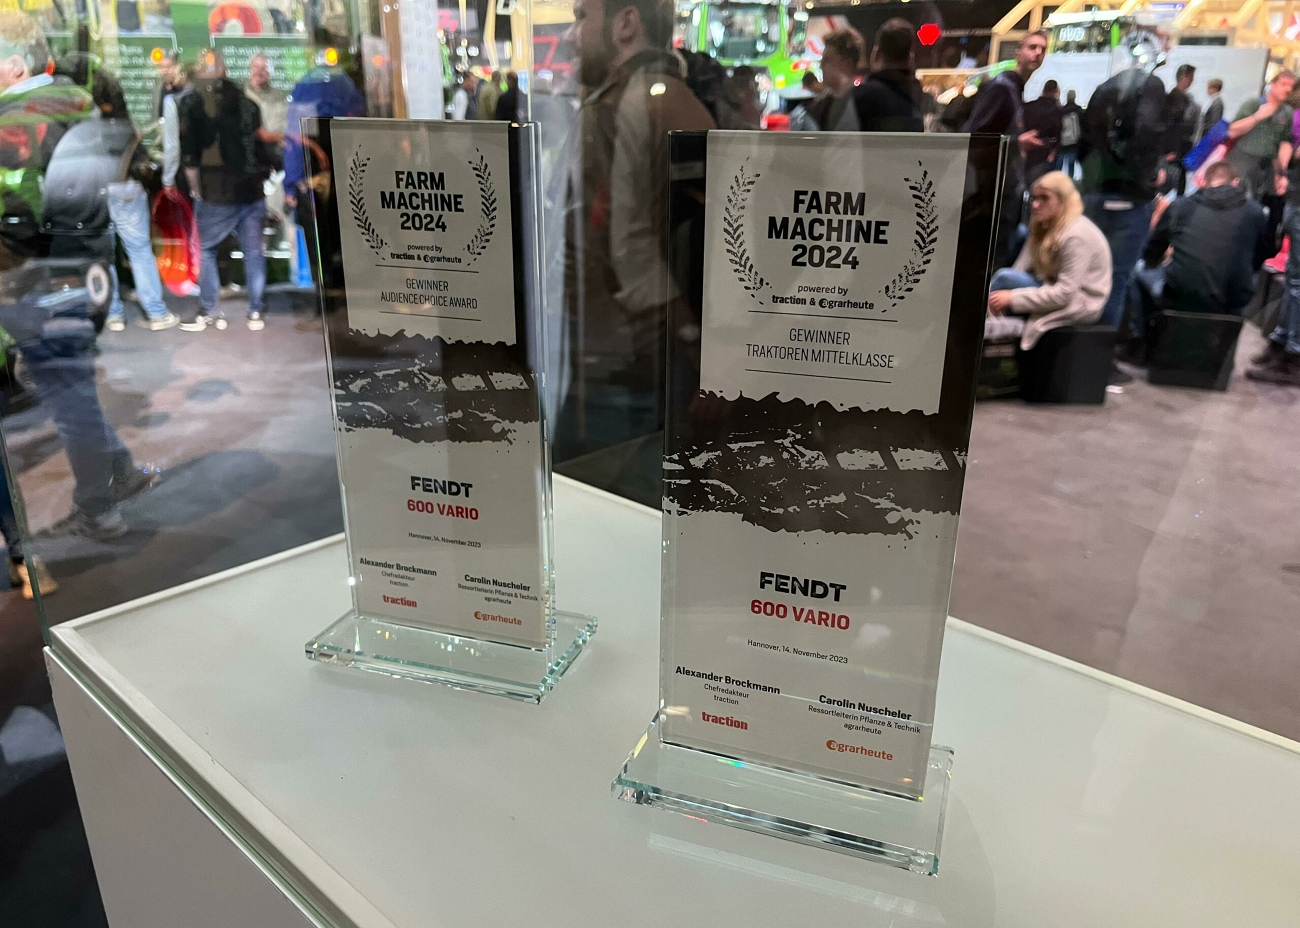 FARM
MACHINE
2024
powered by
traction & agrarheute
GEWINNER
AUDIENCE CHOICE AWARD
FENDT
600 VARIO
Hannover, 14. November 2023
Alexander Brockmann
Chefredakteur
traction
traction
Carolin Nuscheler
Ressortleiterin Pflanze & Technik
agrarheute
agrarheute
FARM
MACHINE
2024
powered by
traction & agrarheute
GEWINNER
TRAKTOREN MITTELKLASSE
FENDT
600 VARIO
Hannover, 14. November 2023
Alexander Brockmann
Chefredakteur
traction
traction
Carolin Nuscheler
Ressortleiterin Pflanze & Technik
agrarheute
agrarheute